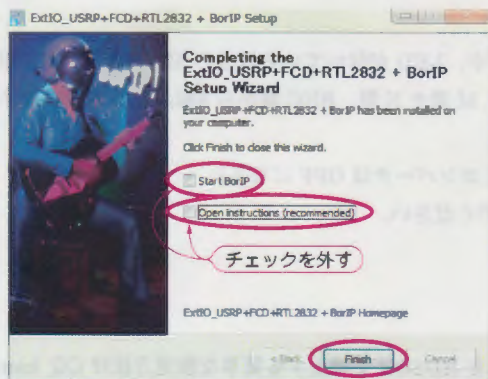 ExtIO_USRP+FCD+RTL2832 + BorIP Setup
BorIP!
Completing the
ExtIO_USRP+FCD+RTL2832 + BorIP
Setup Wizard
ExtIO_USRP+FCD+RTL2832 + BorIP has been installed on
your computer.
Click Finish to close this wizard.
Start BorIP
Open instructions (recommended)
チェックを外す
ExtIO_USRP+FCD+RTL2832 + BorIP Homepage
< Back
Finish
Cancel